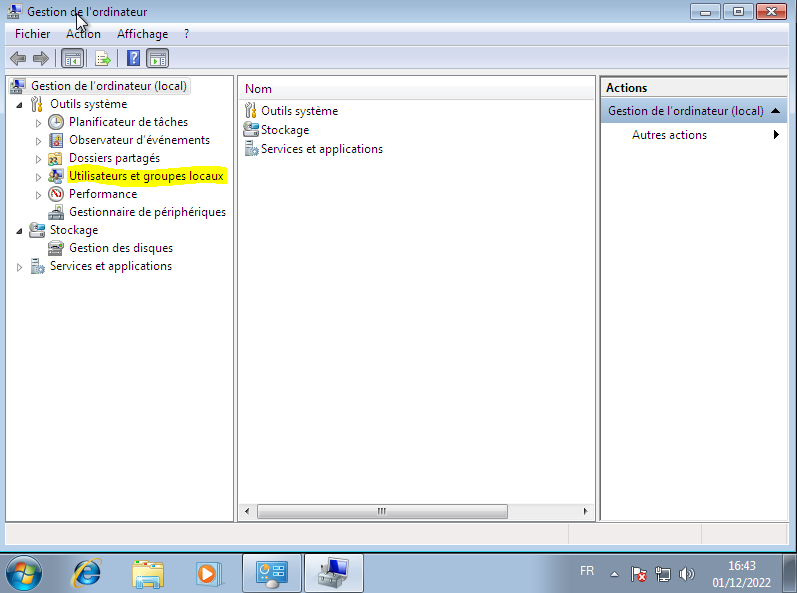 Gestion de l'ordinateur
Fichier Action Affichage ?
Gestion de l'ordinateur (local)
Outils système
Planificateur de tâches
Observateur d'événements
Dossiers partagés
Utilisateurs et groupes locaux
Performance
Gestionnaire de périphériques
Stockage
Gestion des disques
Services et applications
Nom
Outils système
Stockage
Services et applications
Actions
Gestion de l'ordinateur (local)
Autres actions
FR
16:43
01/12/2022